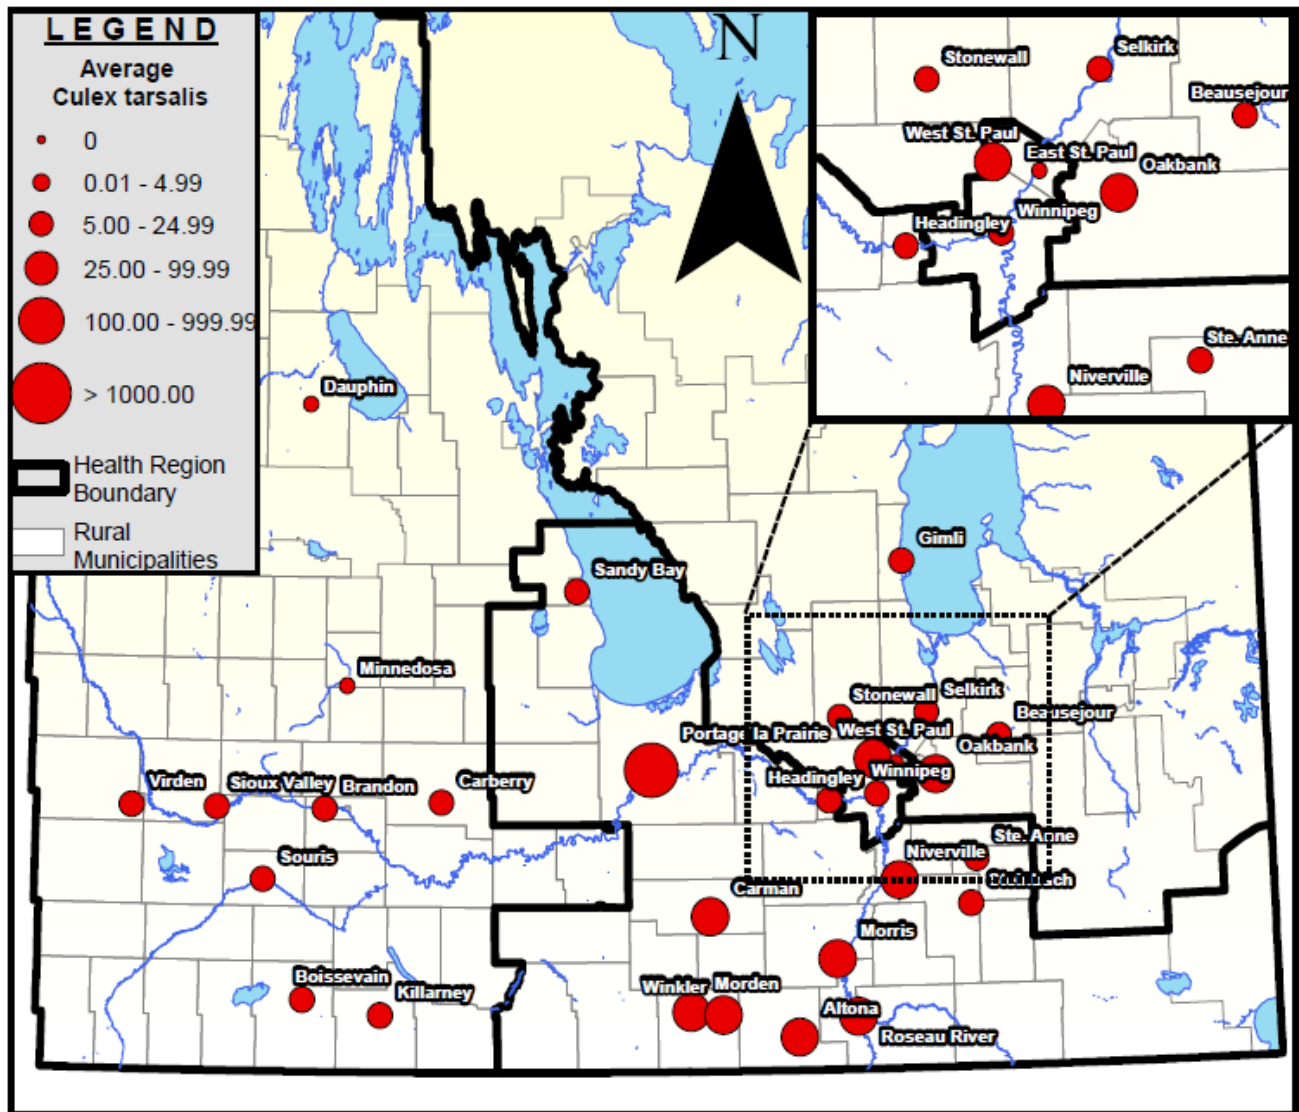 LEGEND
Average
Culex tarsalis
0
0.01 - 4.99
5.00 - 24.99
25.00 - 99.99
100.00 - 999.99
> 1000.00
Health Region
Boundary
Rural
Municipalities
N
Stonewall
Selkirk
Beausejour
West St. Paul
East St. Paul
Oakbank
Headingley
Winnipeg
Ste. Anne
Niverville
Dauphin
Gimli
Sandy Bay
Minnedosa
Stonewall
Selkirk
Beausejour
Portage la Prairie
West St. Paul
Oakbank
Headingley
Winnipeg
Virden
Sioux Valley
Brandon
Carberry
Souris
Niverville
Ste. Anne
Carman
Morris
Boissevain
Killarney
Winkler
Morden
Altona
Roseau River